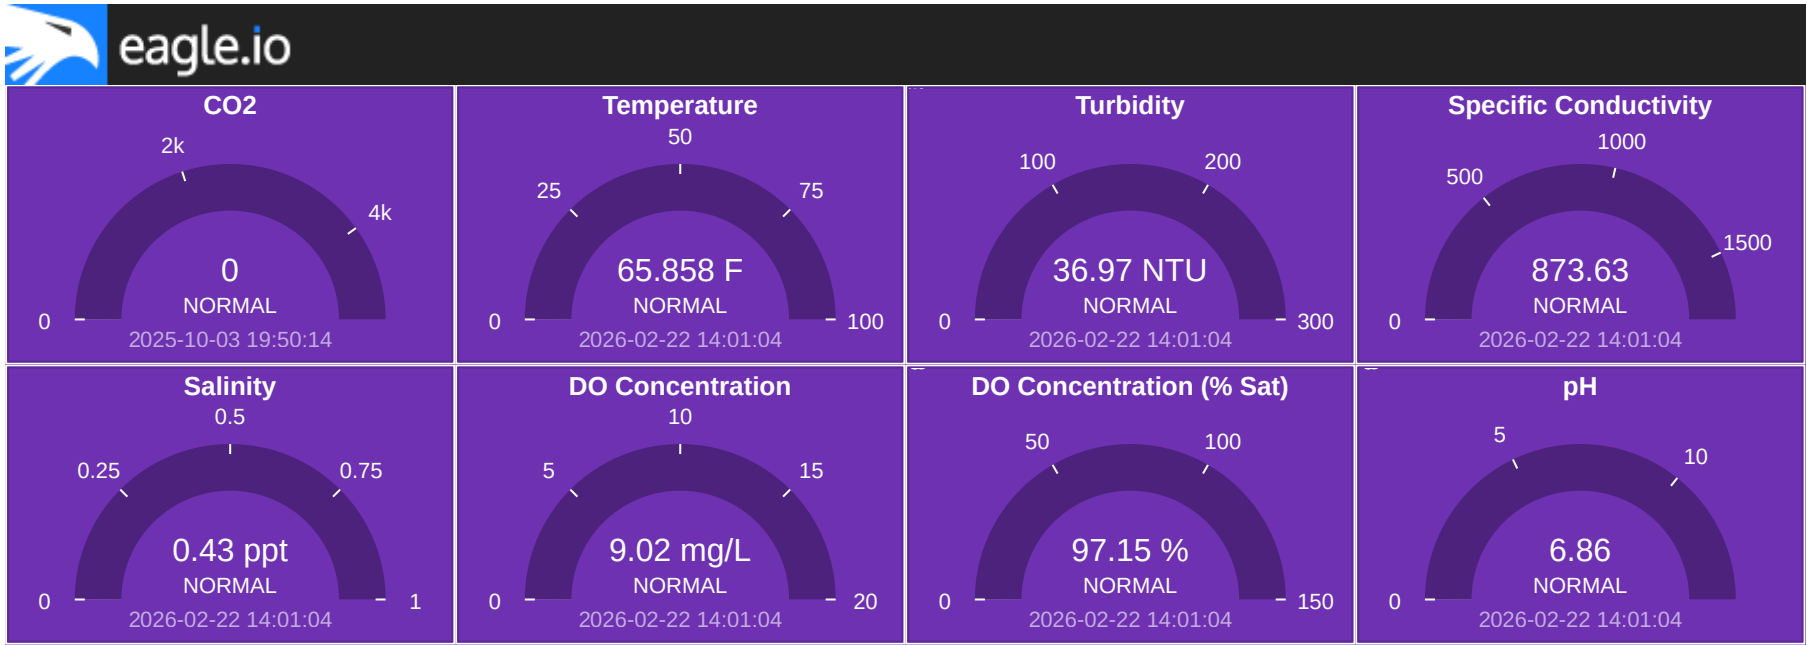 eagle.io
CO2
2k
4k
0
0
NORMAL
2025-10-03 19:50:14
Temperature
50
25
75
65.858 F
NORMAL
0
100
2026-02-22 14:01:04
Turbidity
100
200
36.97 NTU
NORMAL
0
300
2026-02-22 14:01:04
Specific Conductivity
1000
500
1500
873.63
NORMAL
0
2026-02-22 14:01:04
Salinity
0.5
0.25
0.75
0.43 ppt
NORMAL
0
1
2026-02-22 14:01:04
DO Concentration
10
5
15
9.02 mg/L
NORMAL
0
20
2026-02-22 14:01:04
DO Concentration (% Sat)
50
100
97.15 %
NORMAL
0
150
2026-02-22 14:01:04
pH
5
10
6.86
NORMAL
0
2026-02-22 14:01:04